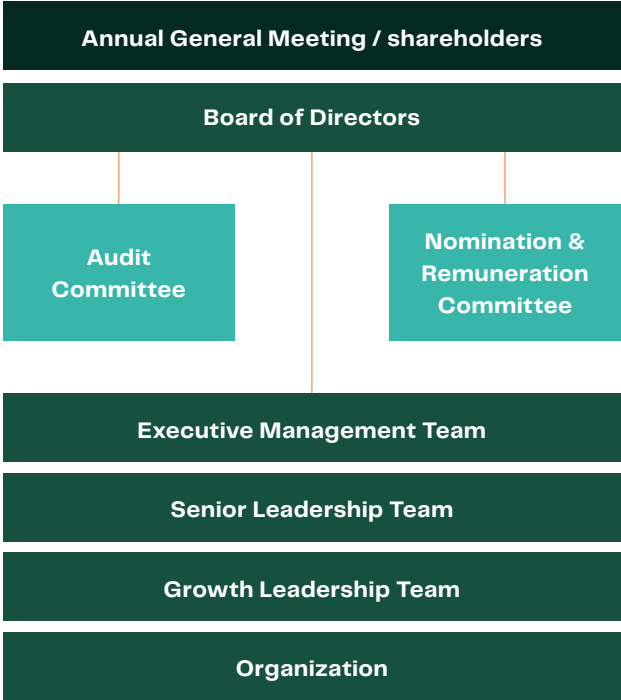 Annual General Meeting / shareholders
Board of Directors
Audit
Committee
Nomination &
Remuneration
Committee
Executive Management Team
Senior Leadership Team
Growth Leadership Team
Organization